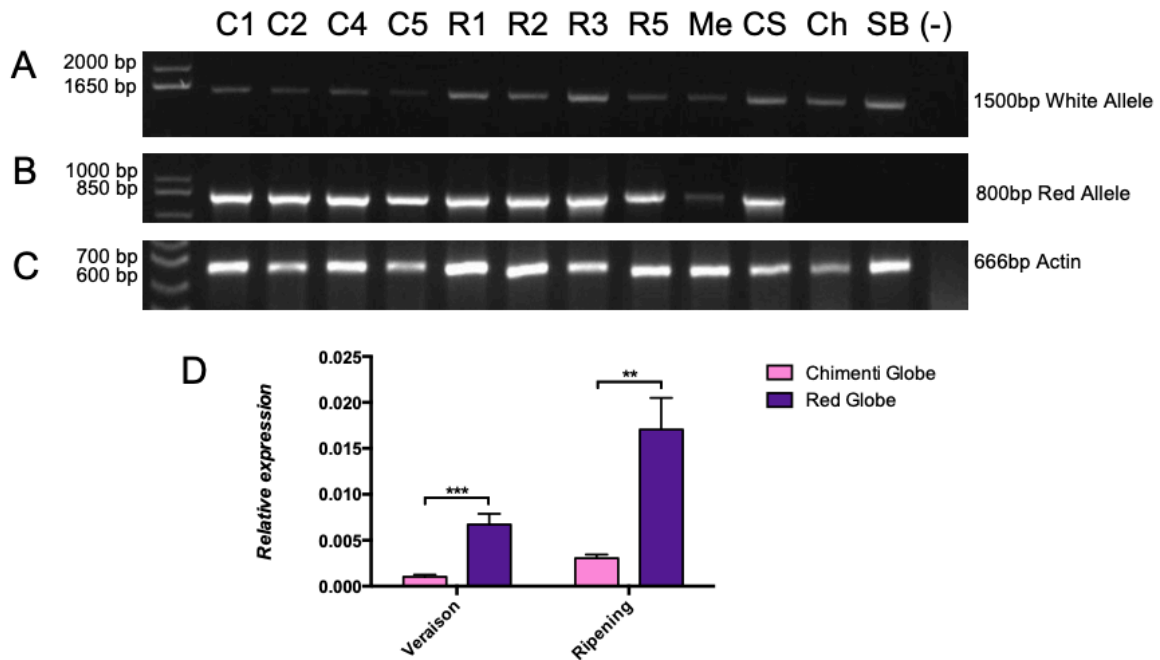 C1 C2 C4 C5 R1 R2 R3 R5 Me CS Ch SB (-)
A
2000 bp
1650 bp
1500bp White Allele
B
1000 bp
850 bp
800bp Red Allele
C
700 bp
600 bp
666bp Actin
D
Relative expression
0.025
0.020
0.015
0.010
0.005
0.000
***
**
Veraison
Ripening
Chimenti Globe
Red Globe